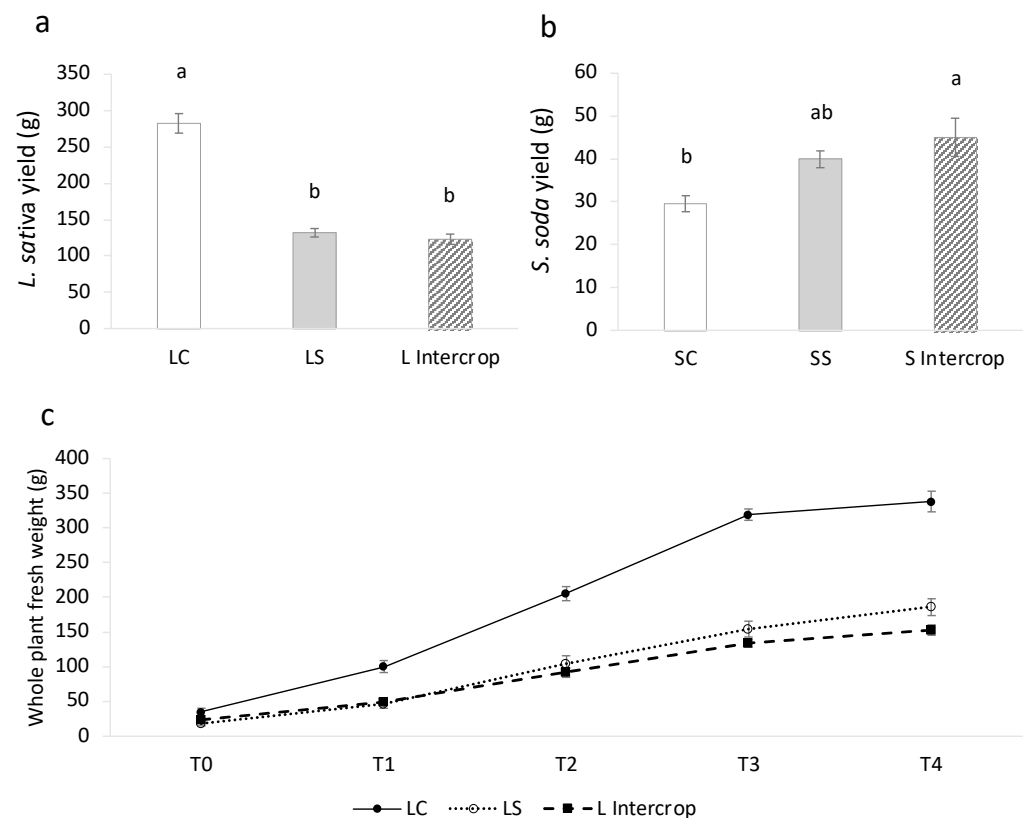 a
L. sativa yield (g)
350
300
250
200
150
100
50
0
a
b
b
LC LS L Intercrop
b
S. soda yield (g)
60
50
40
30
20
10
0
b
ab
a
SC SS S Intercrop
c
Whole plant fresh weight (g)
400
350
300
250
200
150
100
50
0
T0 T1 T2 T3 T4
LC LS L Intercrop